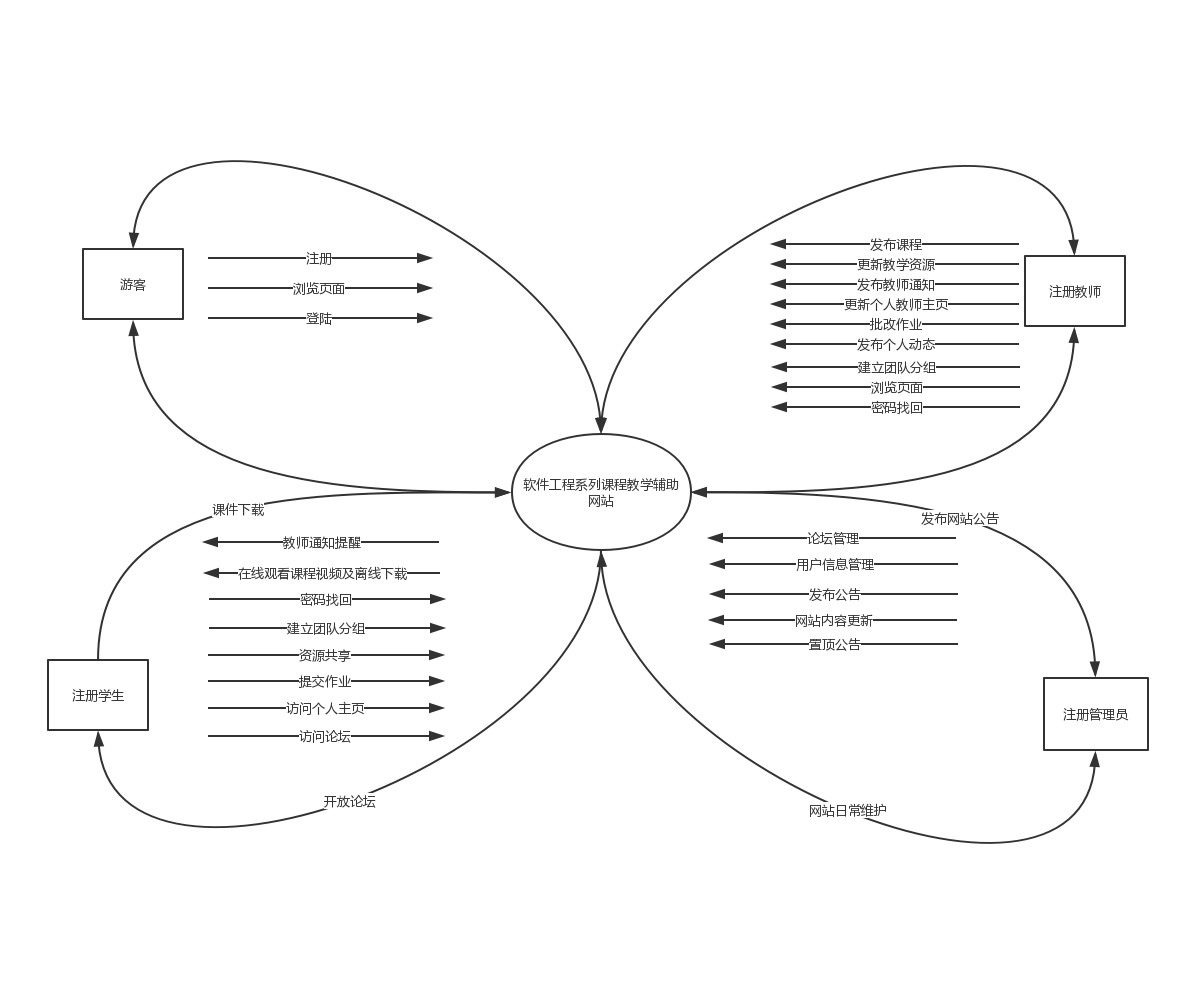 游客
注册
浏览页面
登陆
发布课程
更新教学资源
发布教师通知
更新个人教师主页
批改作业
发布个人动态
建立团队分组
浏览页面
密码找回
注册教师
软件工程系列课程教学辅助
网站
课件下载
教师通知提醒
在线观看课程视频及离线下载
密码找回
建立团队分组
资源共享
提交作业
访问个人主页
访问论坛
注册学生
开放论坛
发布网站公告
论坛管理
用户信息管理
发布公告
网站内容更新
置顶公告
注册管理员
网站日常维护